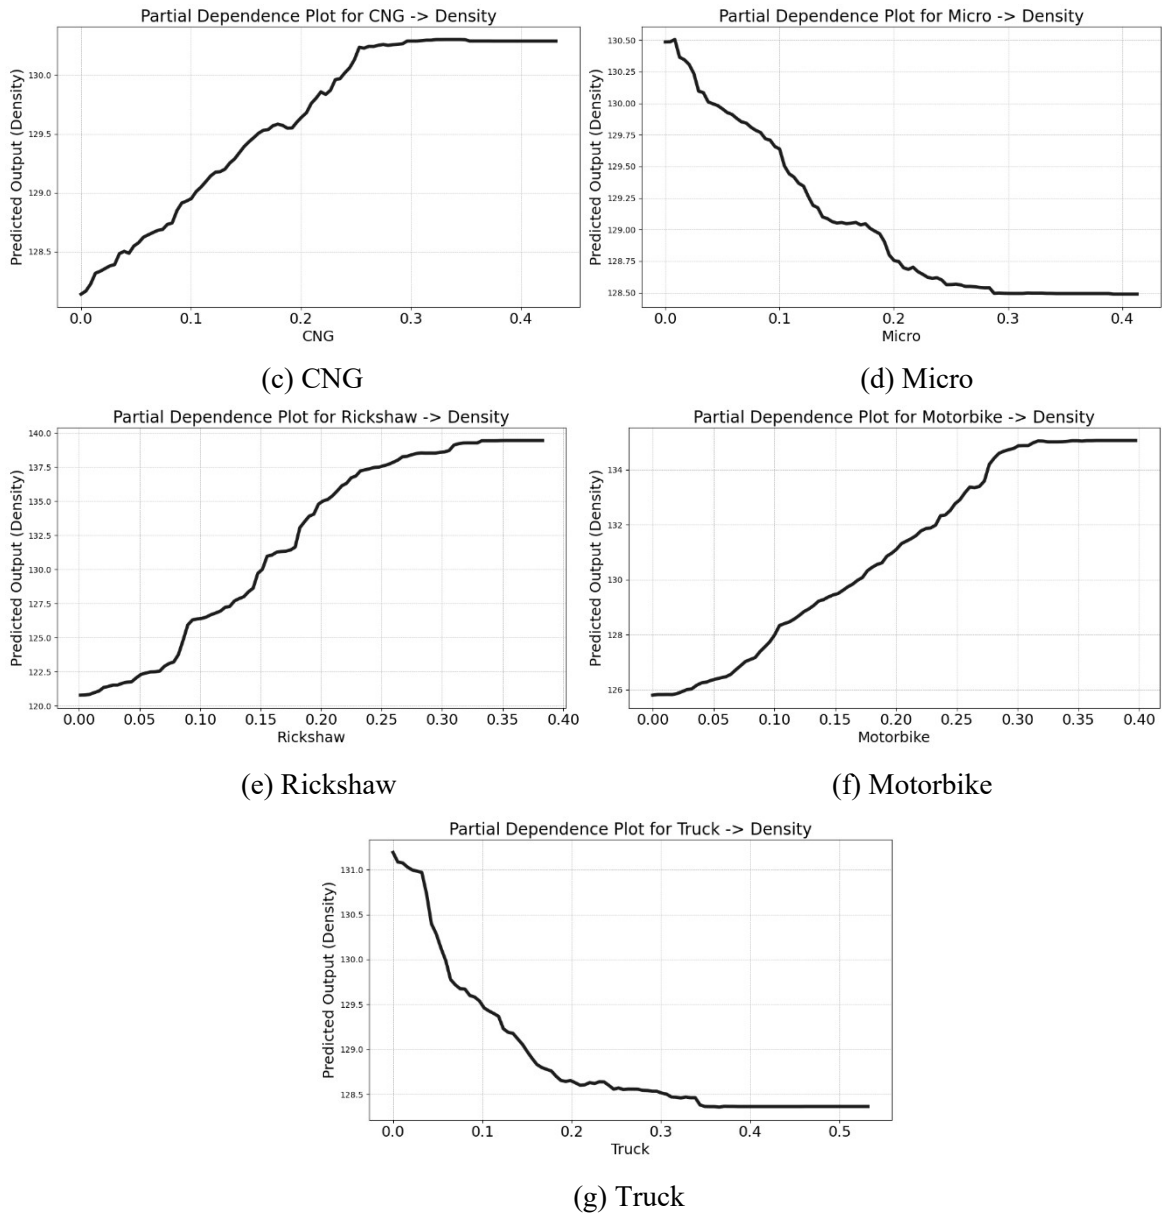 Partial Dependence Plot for CNG -> Density
Predicted Output (Density)
130.0
129.5
129.0
128.5
0.0 0.1 0.2 0.3 0.4
CNG
(c) CNG
Partial Dependence Plot for Micro -> Density
Predicted Output (Density)
130.50
130.25
130.00
129.75
129.50
129.25
129.00
128.75
128.50
0.0 0.1 0.2 0.3 0.4
Micro
(d) Micro
Partial Dependence Plot for Rickshaw -> Density
Predicted Output (Density)
140.0
137.5
135.0
132.5
130.0
127.5
125.0
122.5
120.0
0.00 0.05 0.10 0.15 0.20 0.25 0.30 0.35 0.40
Rickshaw
(e) Rickshaw
Partial Dependence Plot for Motorbike -> Density
Predicted Output (Density)
134
132
130
128
126
0.00 0.05 0.10 0.15 0.20 0.25 0.30 0.35 0.40
Motorbike
(f) Motorbike
Partial Dependence Plot for Truck -> Density
Predicted Output (Density)
131.0
130.5
130.0
129.5
129.0
128.5
0.0 0.1 0.2 0.3 0.4 0.5
Truck
(g) Truck